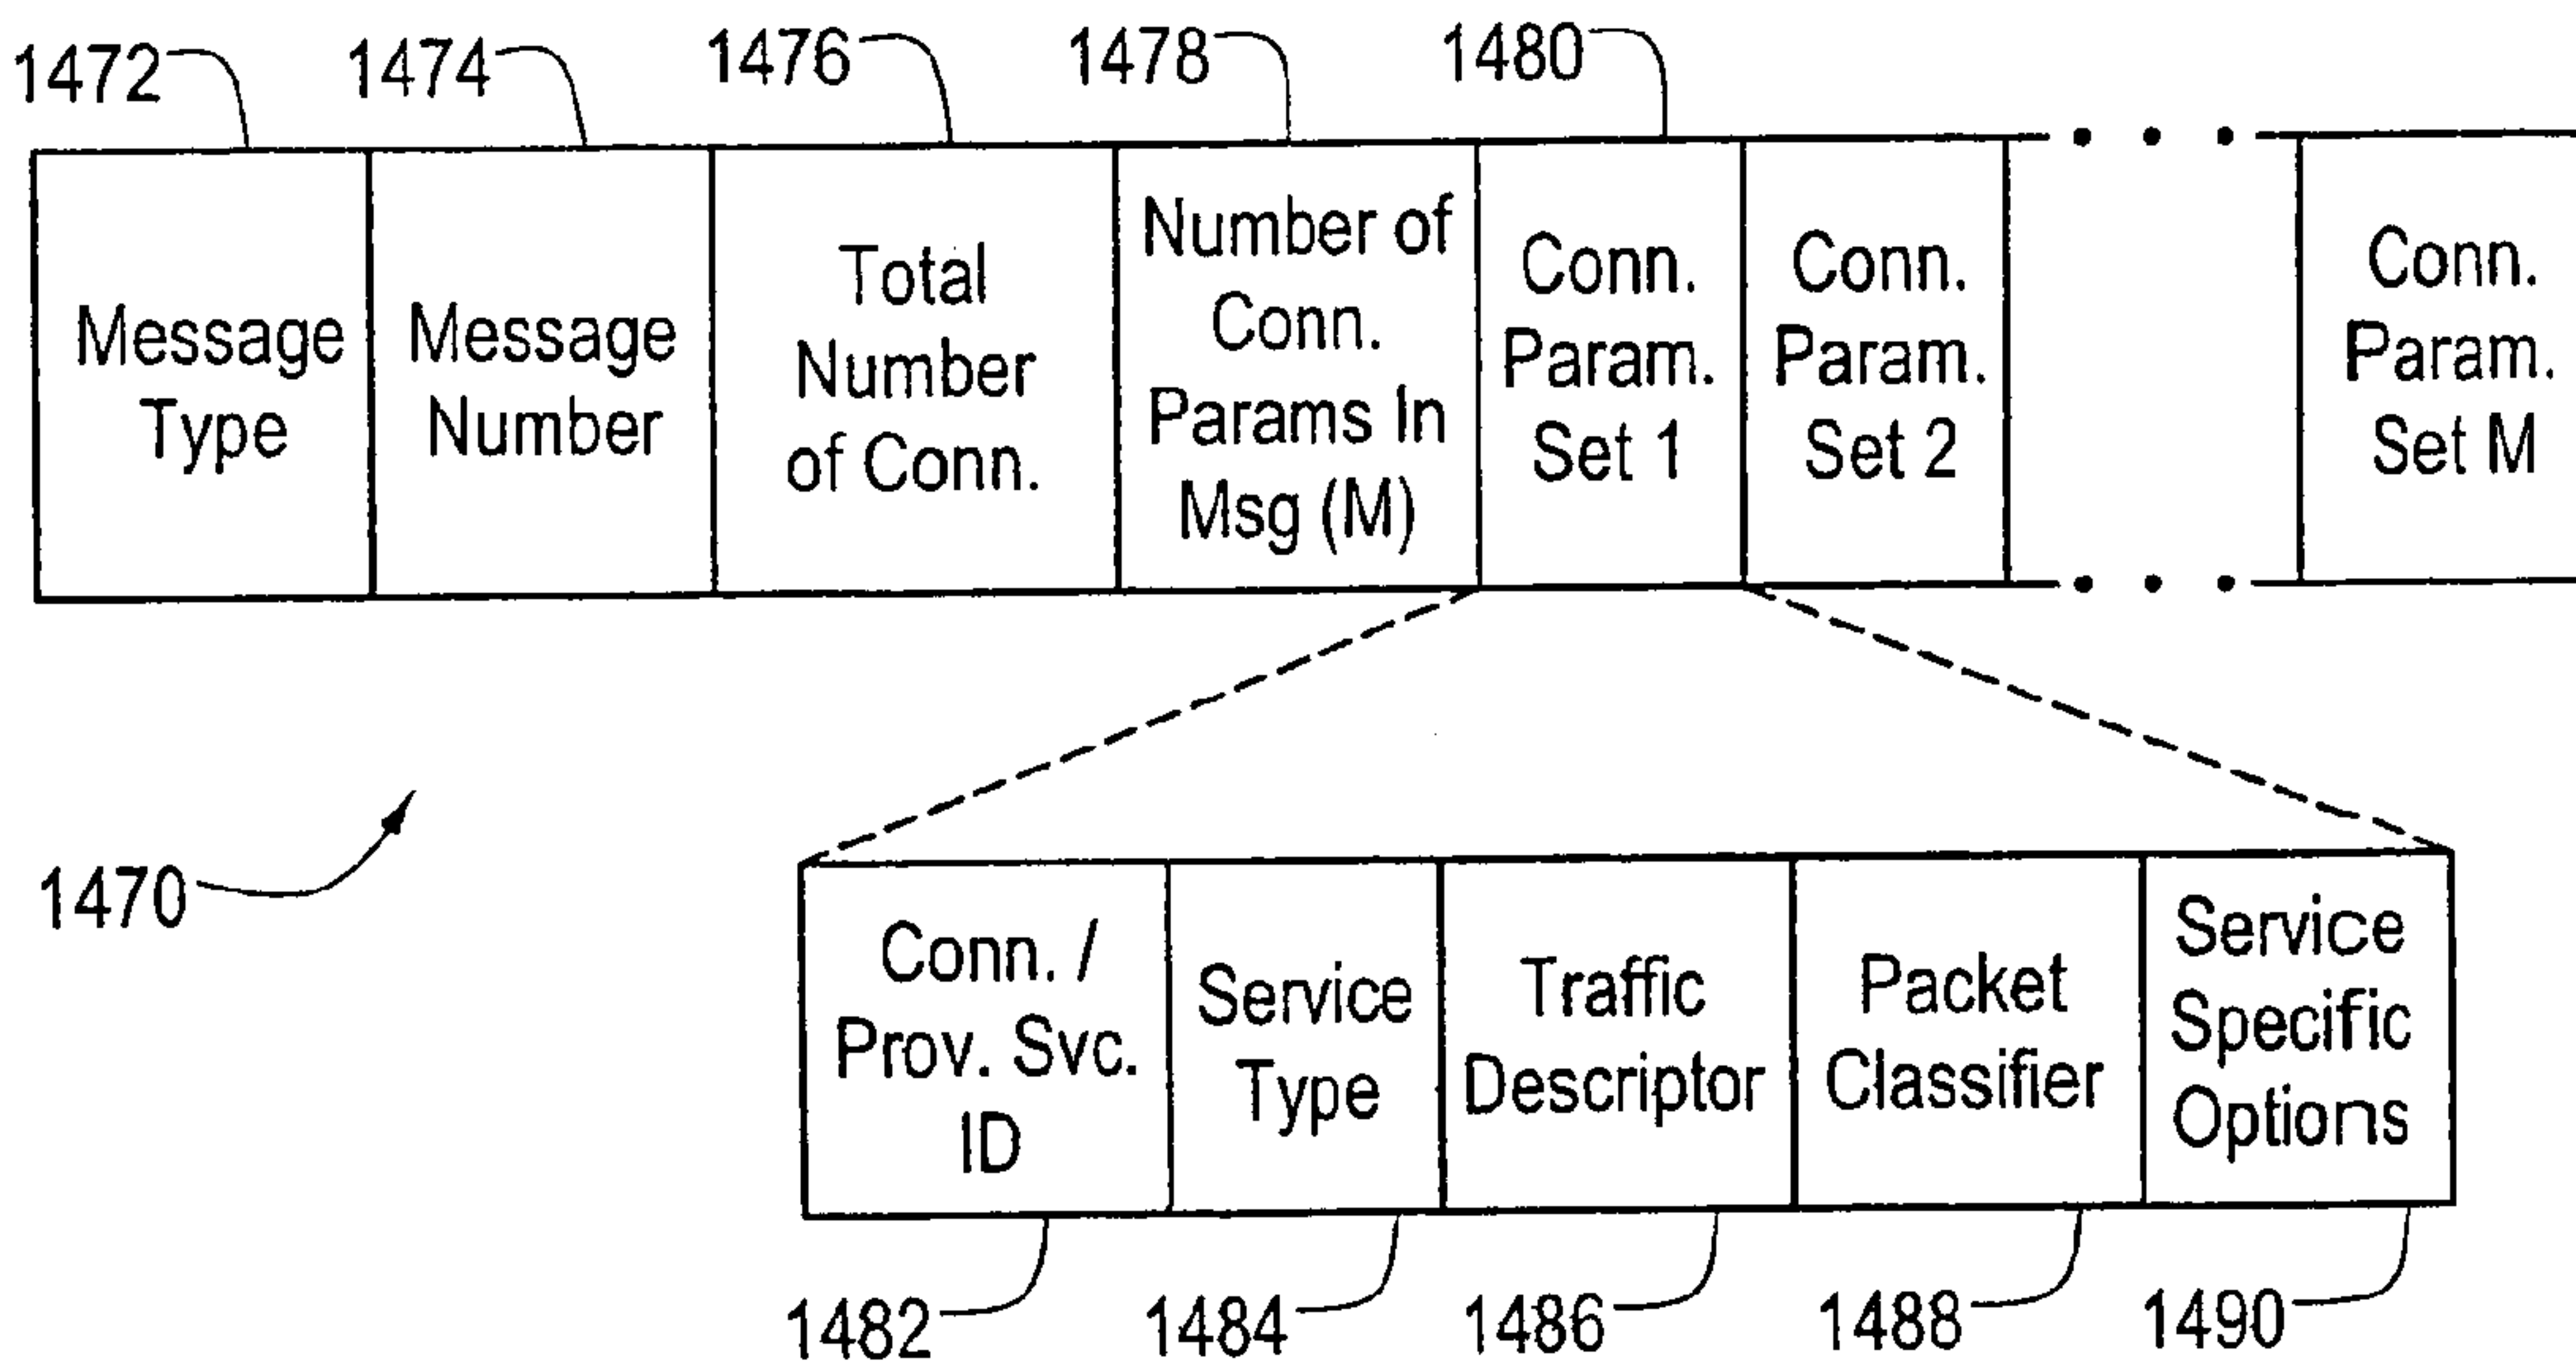 1472
1474
1476
1478
1480
Message
Type
Message
Number
Total
Number
of Conn.
Number of
Conn.
Params In
Msg (M)
Conn.
Param.
Set 1
Conn.
Param.
Set 2
Conn.
Param.
Set M
1470
Conn. /
Prov. Svc.
ID
Service
Type
Traffic
Descriptor
Packet
Classifier
Service
Specific
Options
1482
1484
1486
1488
1490